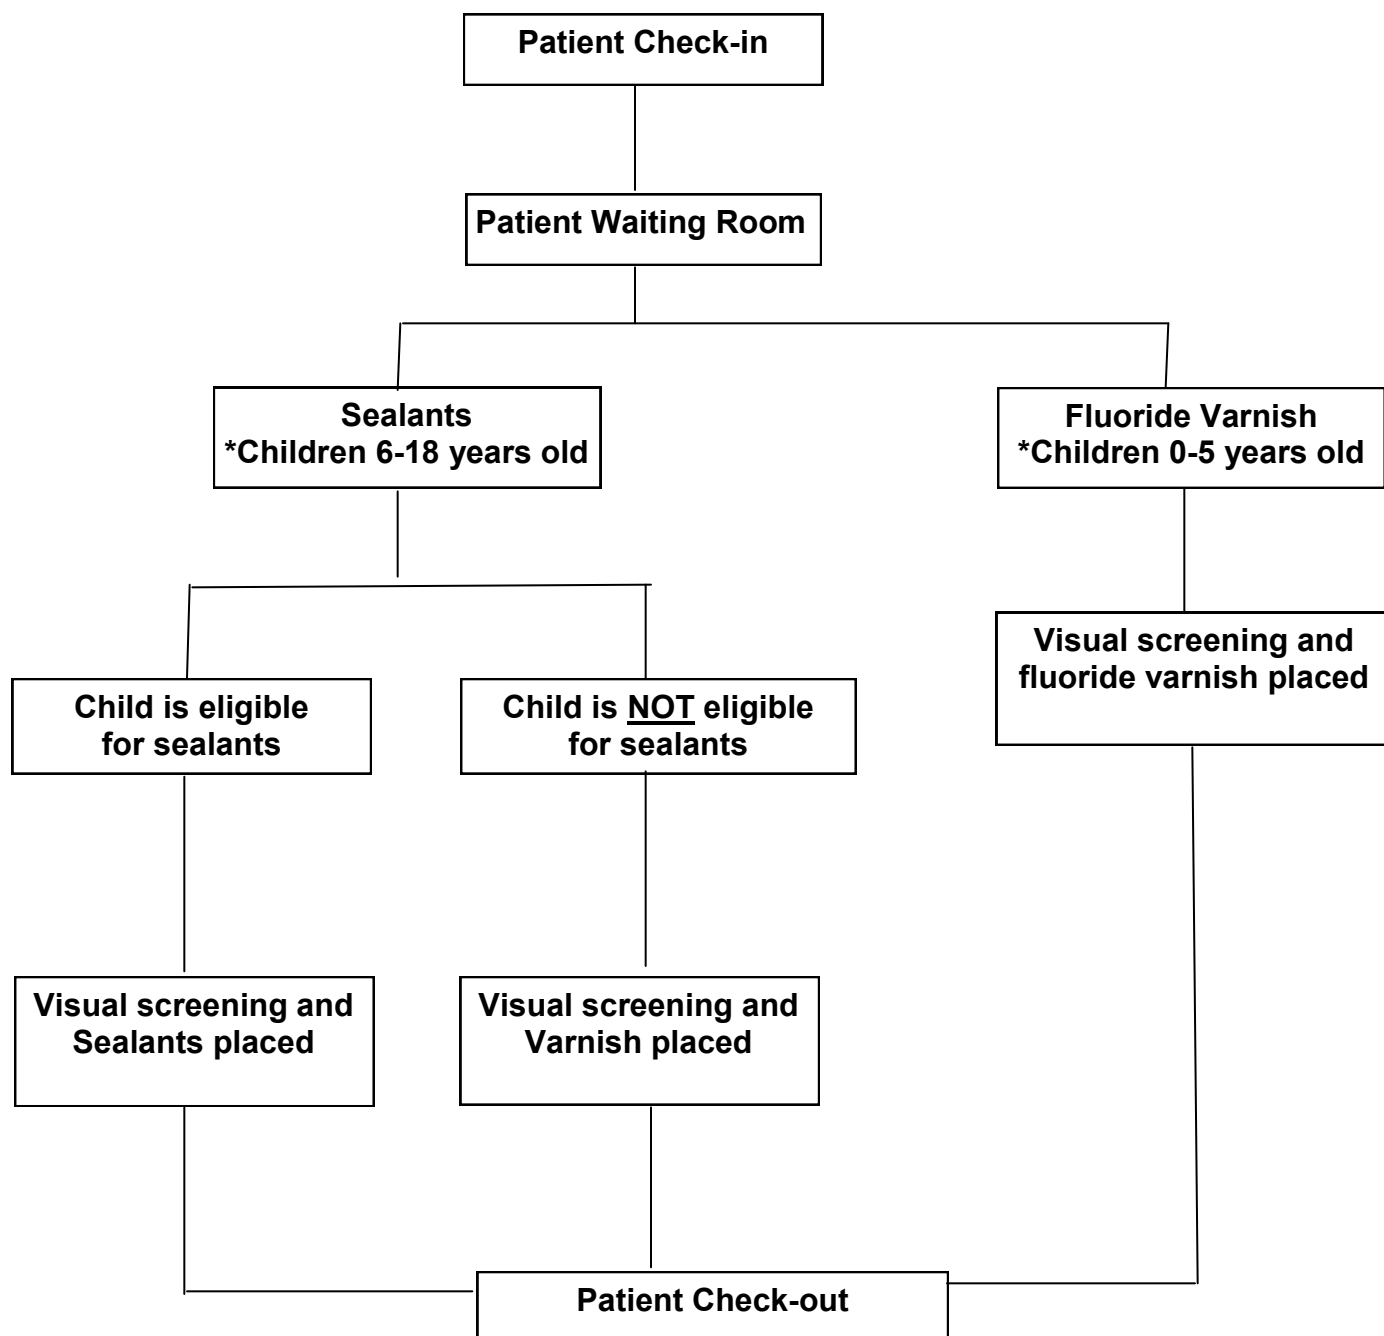 Patient Check-in
Patient Waiting Room
Sealants
*Children 6-18 years old
Fluoride Varnish
*Children 0-5 years old
Visual screening and
fluoride varnish placed
Child is eligible
for sealants
Child is NOT eligible
for sealants
Visual screening and
Sealants placed
Visual screening and
Varnish placed
Patient Check-out